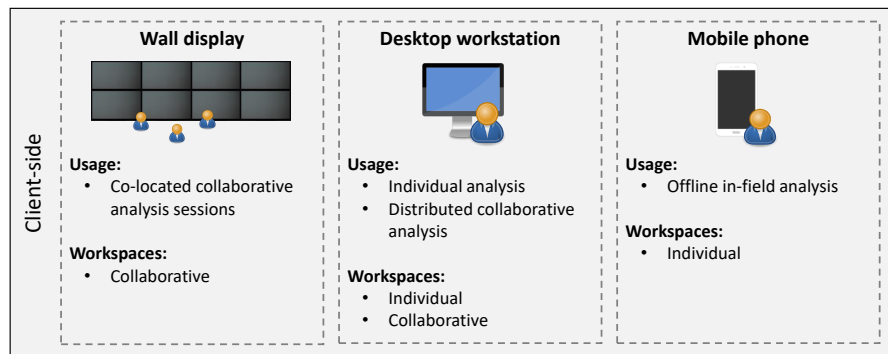 Client-side
Wall display
Usage:
• Co-located collaborative
analysis sessions
Workspaces:
• Collaborative
Desktop workstation
Usage:
• Individual analysis
• Distributed collaborative
analysis
Workspaces:
• Individual
• Collaborative
Mobile phone
Usage:
• Offline in-field analysis
Workspaces:
• Individual